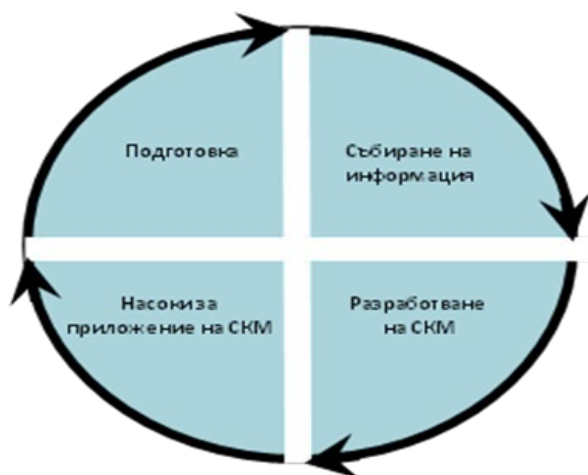 Подготовка
Събиране на
информация
Насоки за
приложение на СКМ
Разработване
на СКМ